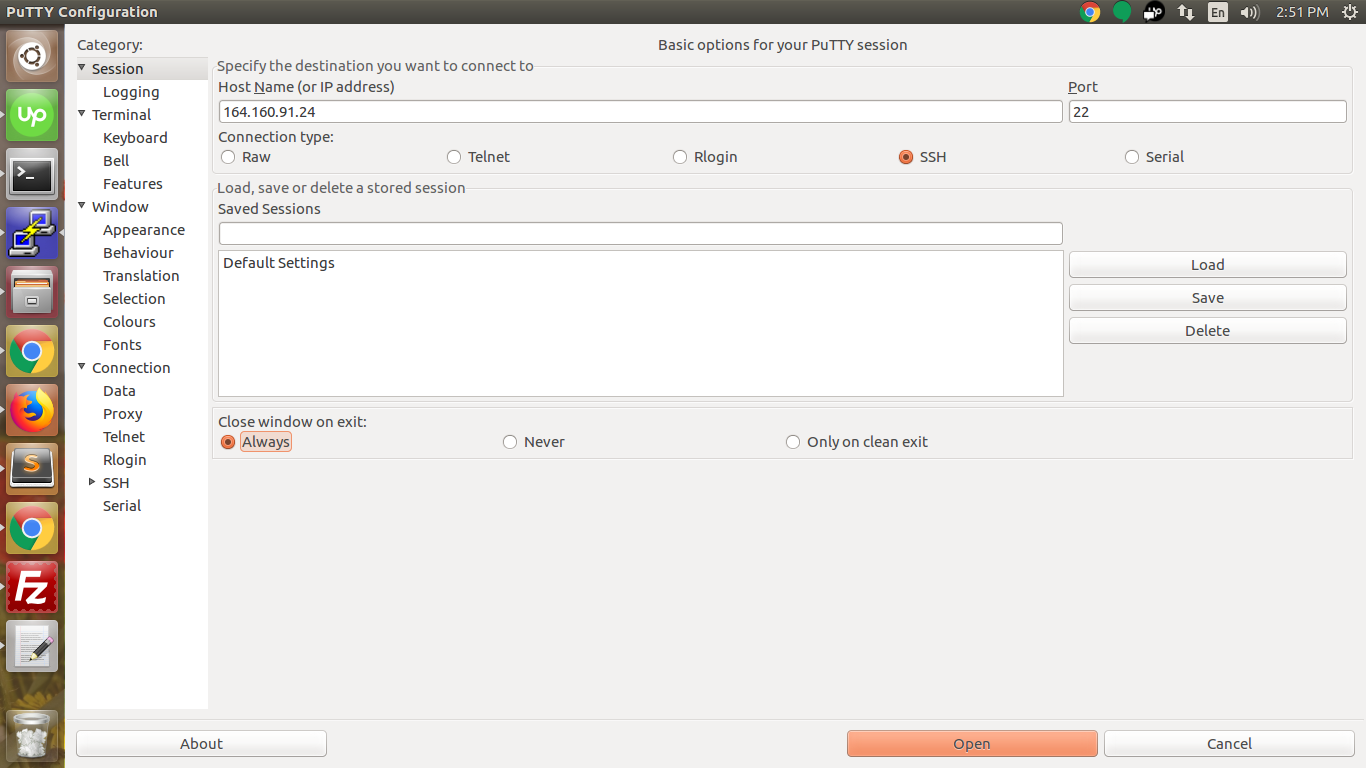 PuTTY Configuration
En
2:51 PM
Category:
Session
Logging
Terminal
Keyboard
Bell
Features
Window
Appearance
Behaviour
Translation
Selection
Colours
Fonts
Connection
Data
Proxy
Telnet
Rlogin
SSH
Serial
Basic options for your PuTTY session
Specify the destination you want to connect to
Host Name (or IP address) Port
164.160.91.24 22
Connection type:
Raw Telnet Rlogin SSH Serial
Load, save or delete a stored session
Saved Sessions
Default Settings
Load
Save
Delete
Close window on exit:
Always Never Only on clean exit
About Open Cancel
up
S
Fz
up
>_